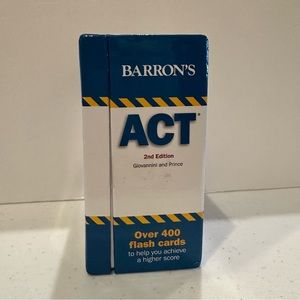 BARRON'S
ACT®
2nd Edition
Giovannini and Prince
Over 400
flash cards
to help you achieve
a higher score